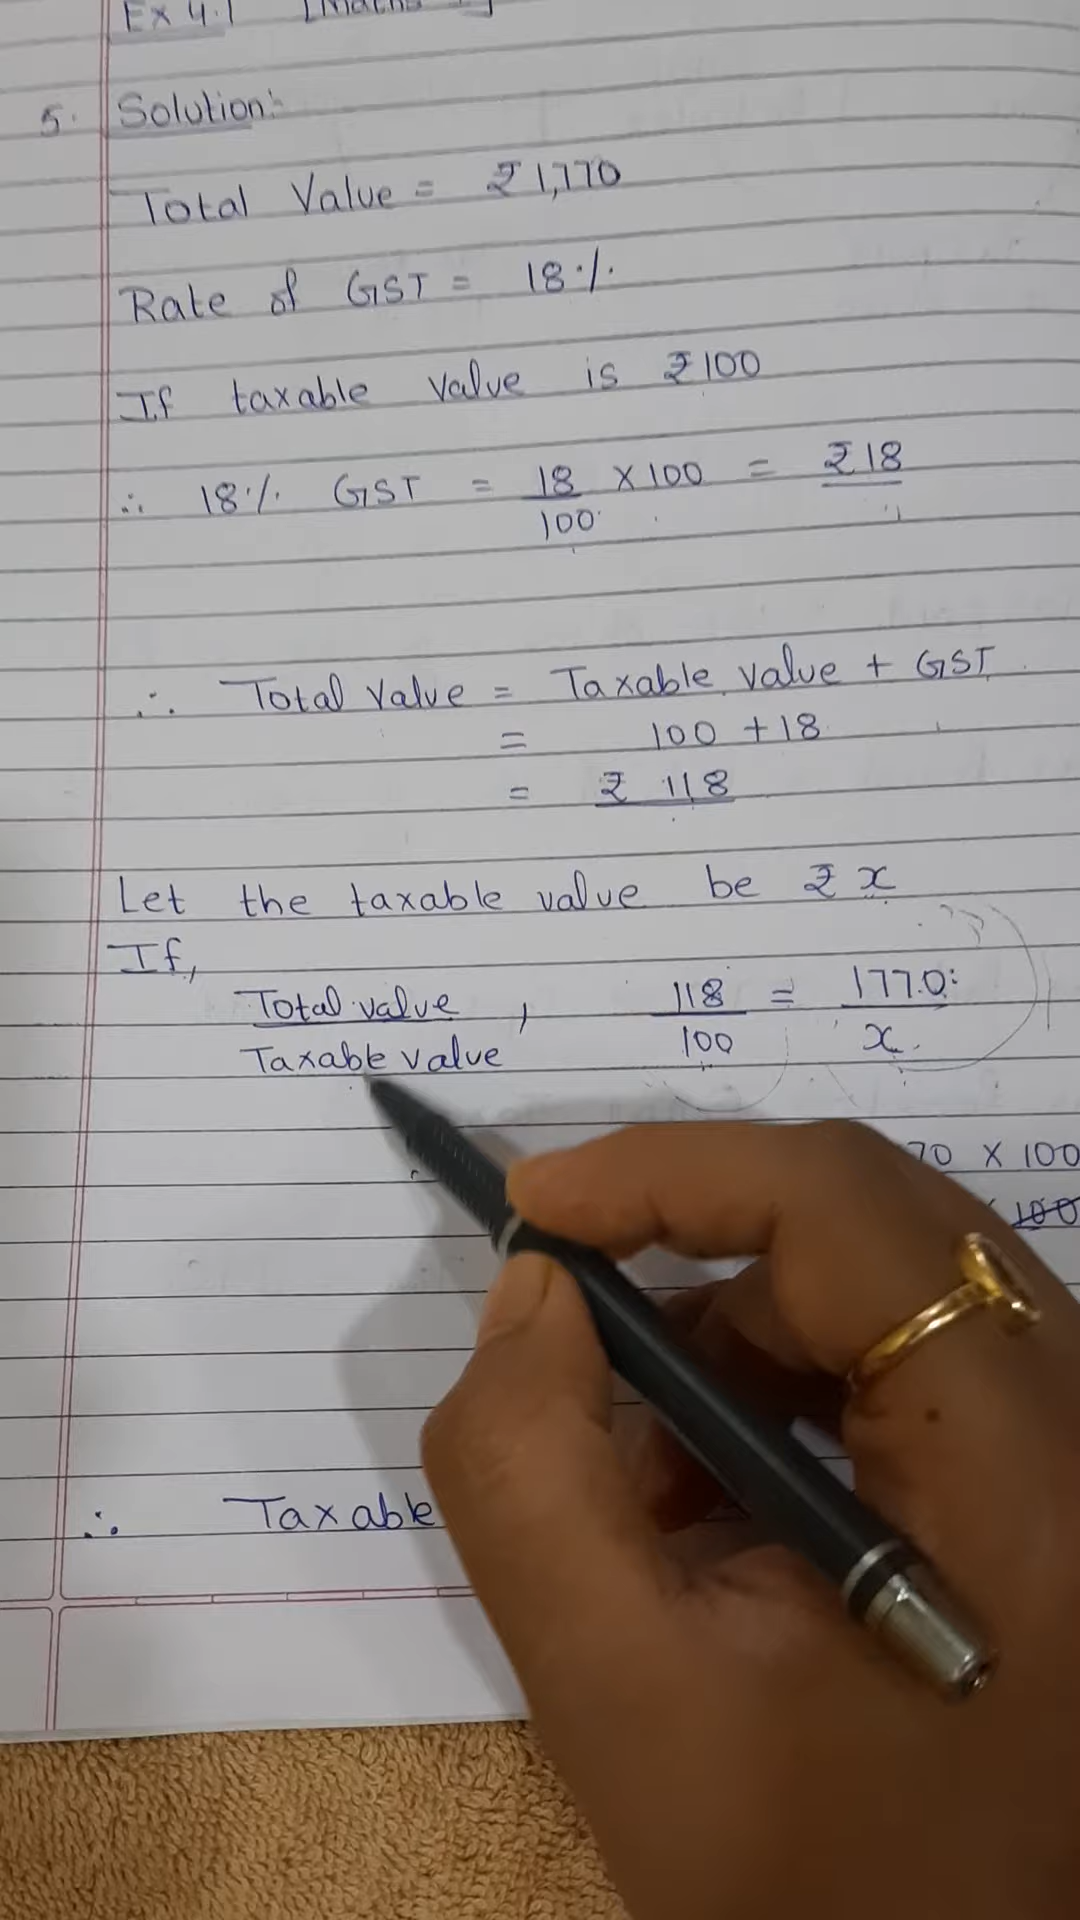 Ex 4.1 [Maths
5. Solution:
Total Value = ₹1,770
Rate of GST = 18%
If taxable value is ₹100
∴ 18% GST = 18/100 × 100 = ₹18
∴ Total Value = Taxable value + GST
= 100 + 18
= ₹ 118
Let the taxable value be ₹ x
If,
Total value / Taxable value , 118/100 = 1770/x
70 × 100
100
∴ Taxable